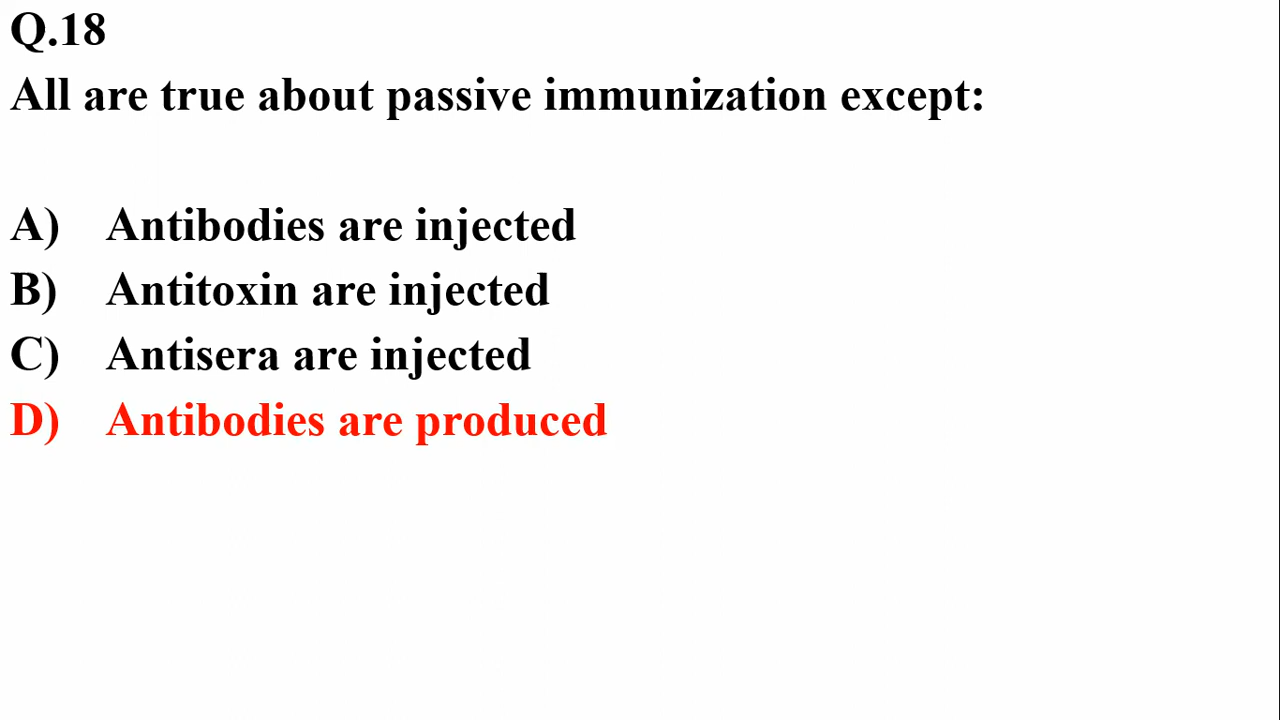 Q.18
All are true about passive immunization except:
A) Antibodies are injected
B) Antitoxin are injected
C) Antisera are injected
D) Antibodies are produced